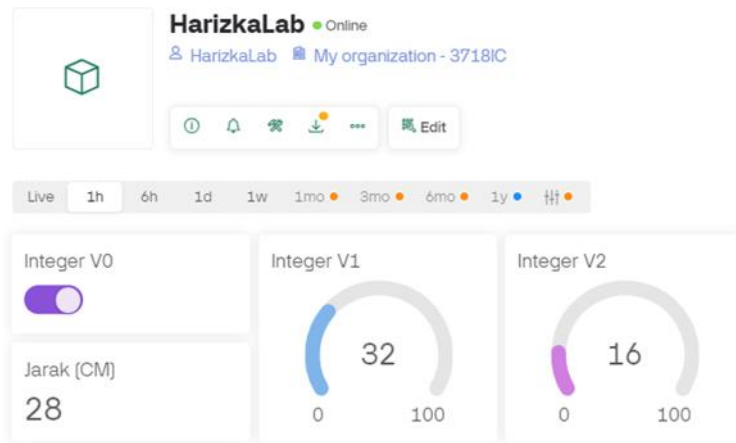 HarizkaLab Online
HarizkaLab My organization - 3718IC
Edit
Live 1h 6h 1d 1w 1mo 3mo 6mo 1y
Integer V0
Integer V1
32
0 100
Integer V2
16
0 100
Jarak (CM)
28